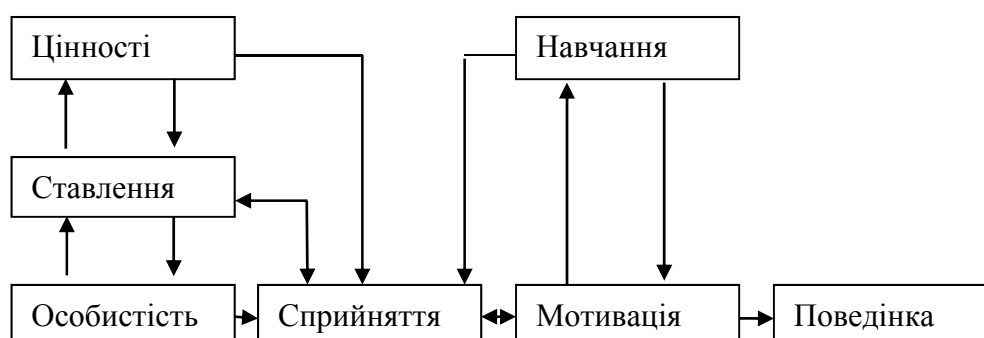 Цінності
Навчання
Ставлення
Особистість
Сприйняття
Мотивація
Поведінка